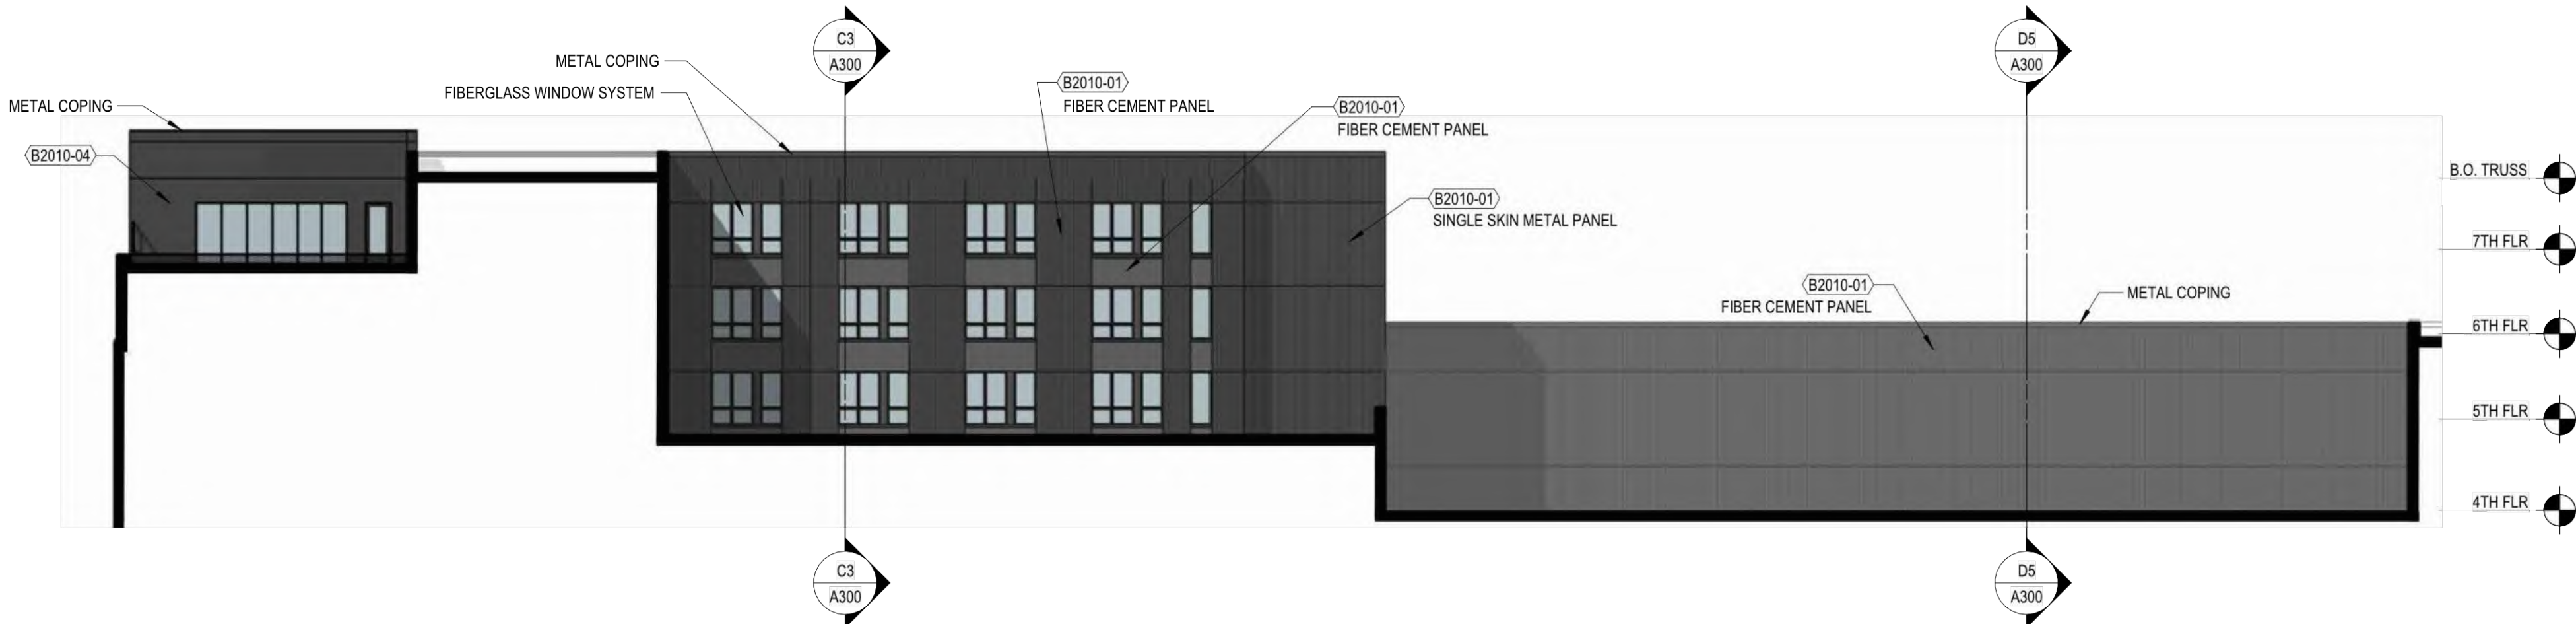 C3
A300
D5
A300
METAL COPING
FIBERGLASS WINDOW SYSTEM
B2010-01
FIBER CEMENT PANEL
B2010-01
FIBER CEMENT PANEL
METAL COPING
B2010-04
B.O. TRUSS
B2010-01
SINGLE SKIN METAL PANEL
7TH FLR
B2010-01
FIBER CEMENT PANEL
METAL COPING
6TH FLR
5TH FLR
4TH FLR
C3
A300
D5
A300